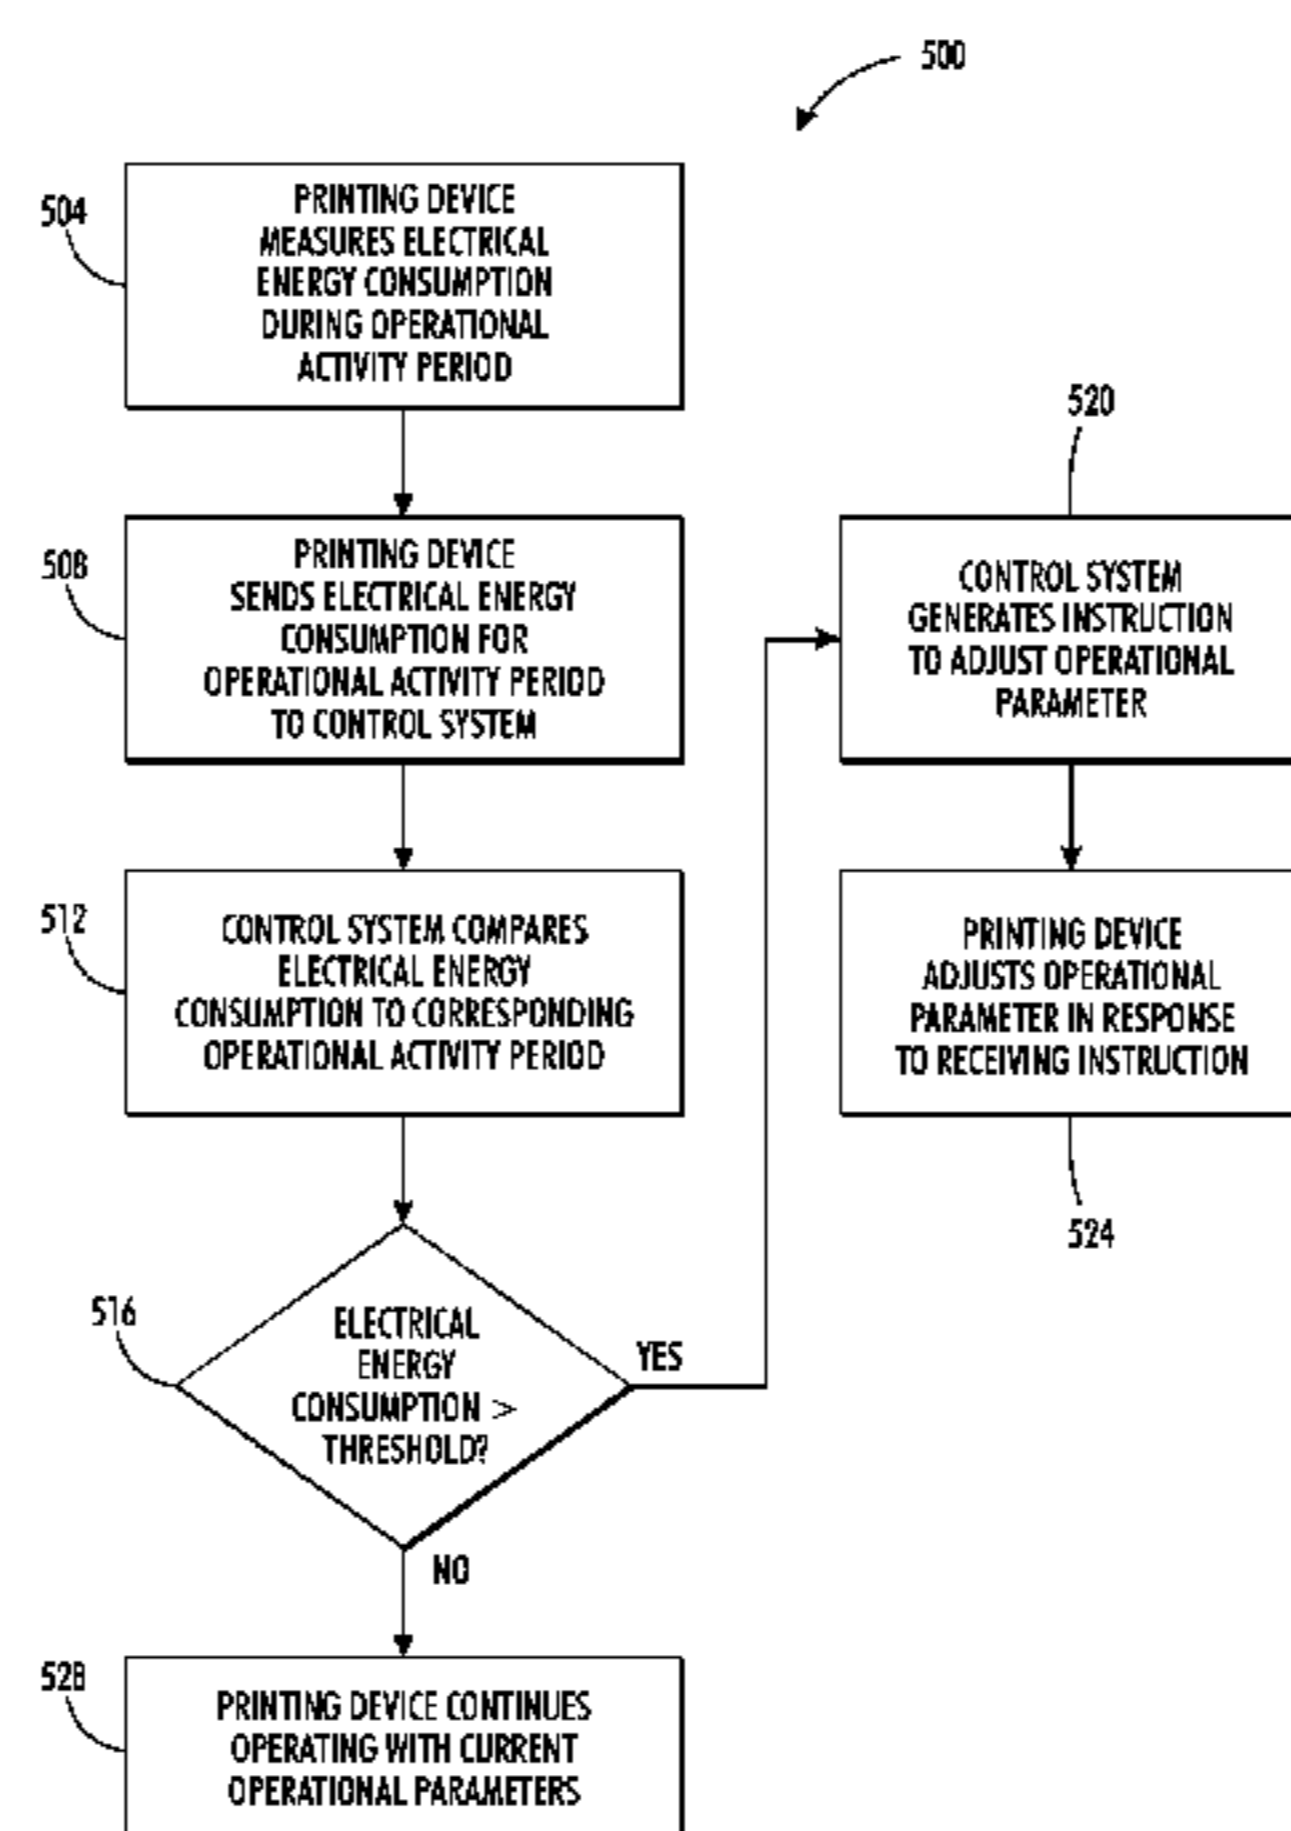 500
504
PRINTING DEVICE
MEASURES ELECTRICAL
ENERGY CONSUMPTION
DURING OPERATIONAL
ACTIVITY PERIOD
508
PRINTING DEVICE
SENDS ELECTRICAL ENERGY
CONSUMPTION FOR
OPERATIONAL ACTIVITY PERIOD
TO CONTROL SYSTEM
512
CONTROL SYSTEM COMPARES
ELECTRICAL ENERGY
CONSUMPTION TO CORRESPONDING
OPERATIONAL ACTIVITY PERIOD
516
ELECTRICAL
ENERGY
CONSUMPTION >
THRESHOLD?
YES
NO
520
CONTROL SYSTEM
GENERATES INSTRUCTION
TO ADJUST OPERATIONAL
PARAMETER
PRINTING DEVICE
ADJUSTS OPERATIONAL
PARAMETER IN RESPONSE
TO RECEIVING INSTRUCTION
524
528
PRINTING DEVICE CONTINUES
OPERATING WITH CURRENT
OPERATIONAL PARAMETERS